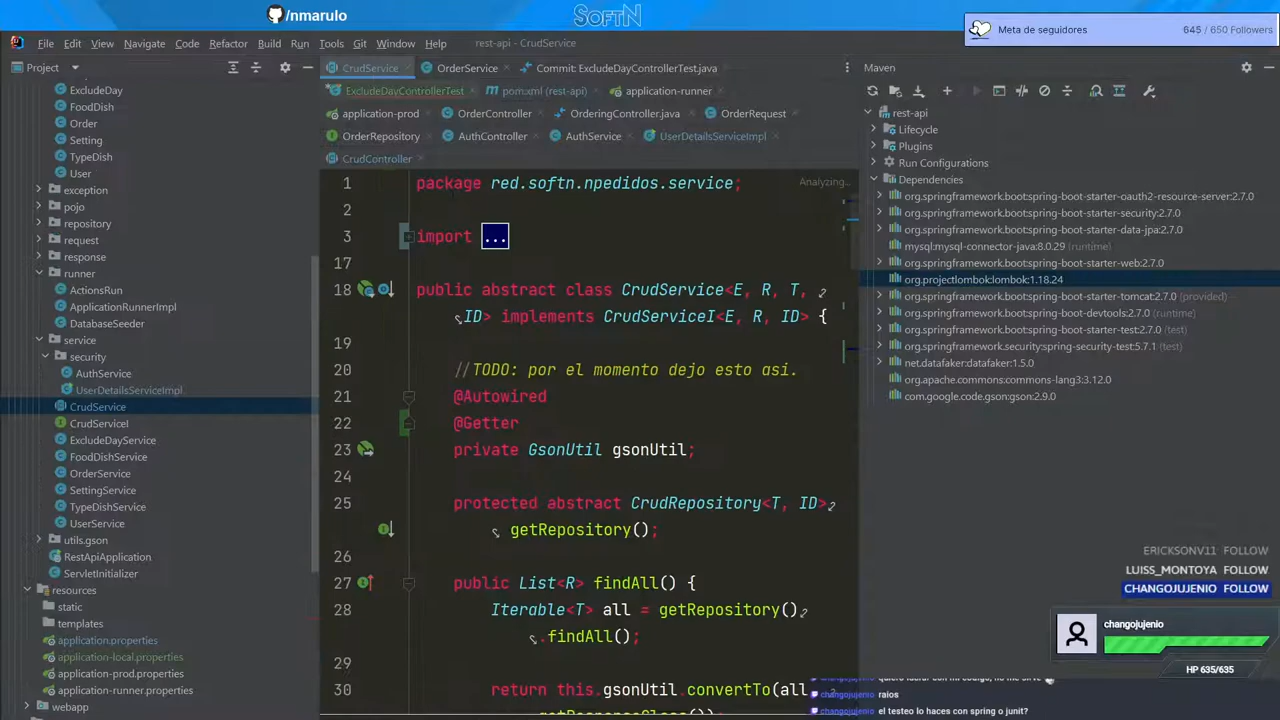 /nmarulo
SOFTN
Meta de seguidores
645 / 650 Followers
File Edit View Navigate Code Refactor Build Run Tools Git Window Help
rest-api - CrudService
Project
ExcludeDay
FoodDish
Order
Setting
TypeDish
User
exception
pojo
repository
request
response
runner
ActionsRun
ApplicationRunnerImpl
DatabaseSeeder
service
security
AuthService
UserDetailsServiceImpl
CrudService
CrudServiceI
ExcludeDayService
FoodDishService
OrderService
SettingService
TypeDishService
UserService
utils.gson
RestApiApplication
ServletInitializer
resources
static
templates
application.properties
application-local.properties
application-prod.properties
application-runner.properties
webapp
CrudService OrderService Commit: ExcludeDayControllerTest.java
ExcludeDayControllerTest pom.xml (rest-api) application-runner
application-prod OrderController OrderingController.java OrderRequest
OrderRepository AuthController AuthService UserDetailsServiceImpl
CrudController
Analyzing...
1 package red.softn.npedidos.service;
2
3 import ...
17
18 public abstract class CrudService<E, R, T,
ID> implements CrudServiceI<E, R, ID> {
19
20 //TODO: por el momento dejo esto asi.
21 @Autowired
22 @Getter
23 private GsonUtil gsonUtil;
24
25 protected abstract CrudRepository<T, ID>
getRepository();
26
27 public List<R> findAll() {
28 Iterable<T> all = getRepository()
.findAll();
29
30 return this.gsonUtil.convertTo(all
Maven
rest-api
Lifecycle
Plugins
Run Configurations
Dependencies
org.springframework.boot:spring-boot-starter-oauth2-resource-server:2.7.0
org.springframework.boot:spring-boot-starter-security:2.7.0
org.springframework.boot:spring-boot-starter-data-jpa:2.7.0
mysql:mysql-connector-java:8.0.29 (runtime)
org.springframework.boot:spring-boot-starter-web:2.7.0
org.projectlombok:lombok:1.18.24
org.springframework.boot:spring-boot-starter-tomcat:2.7.0 (provided)
org.springframework.boot:spring-boot-devtools:2.7.0 (runtime)
org.springframework.boot:spring-boot-starter-test:2.7.0 (test)
org.springframework.security:spring-security-test:5.7.1 (test)
net.datafaker:datafaker:1.5.0
org.apache.commons:commons-lang3:3.12.0
com.google.code.gson:gson:2.9.0
ERICKSONV11 FOLLOW
LUISS_MONTOYA FOLLOW
CHANGOJUJENIO FOLLOW
changojujenio
HP 635/635
changojujenio raios
changojujenio el testeo lo haces con spring o junit?